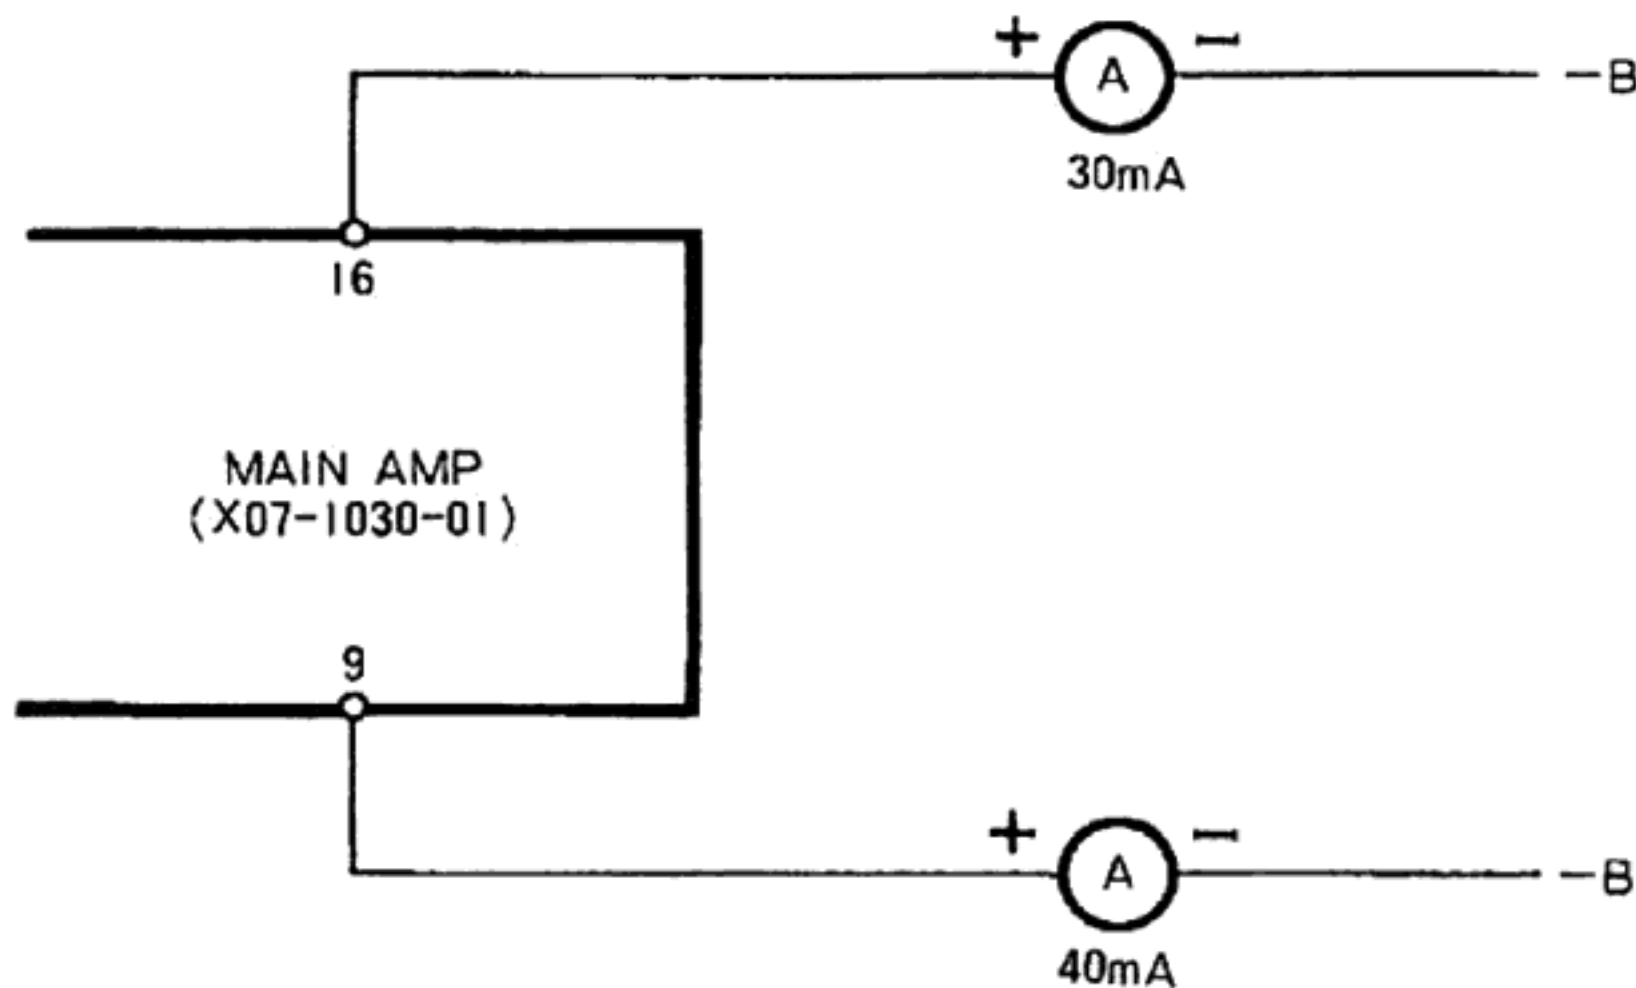 + A − −B
30mA
16
MAIN AMP
(X07-1030-01)
9
+ A − −B
40mA